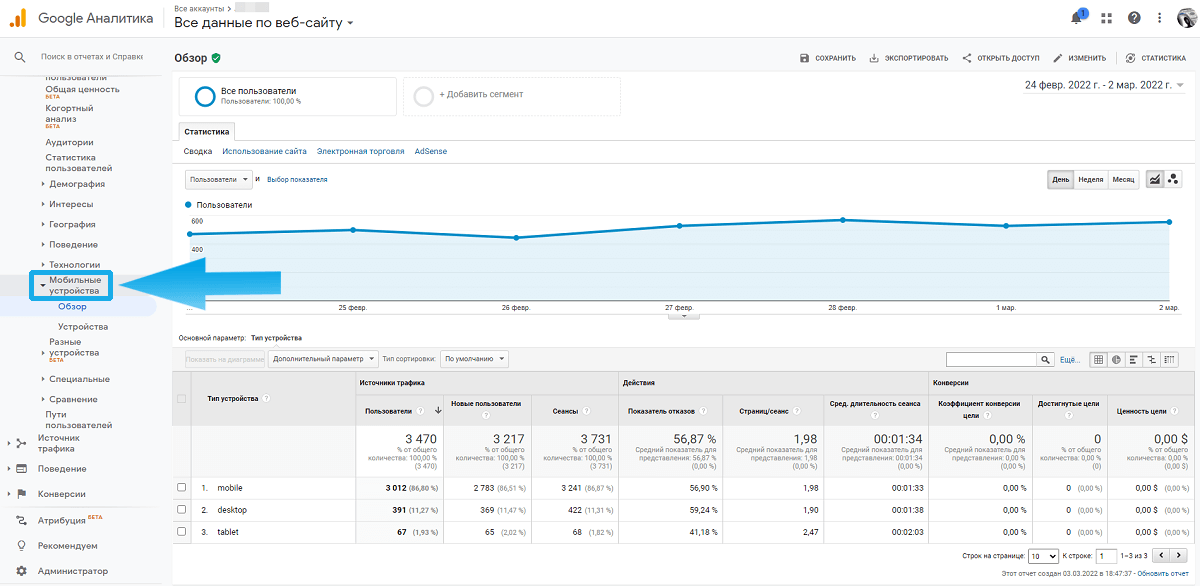 Google Аналитика
Все аккаунты >
Все данные по веб-сайту
1
Поиск в отчетах и Справке
Обзор
СОХРАНИТЬ
ЭКСПОРТИРОВАТЬ
ОТКРЫТЬ ДОСТУП
ИЗМЕНИТЬ
СТАТИСТИКА
пользователи
Общая ценность
БЕТА
Когортный
анализ
БЕТА
Аудитории
Статистика
пользователей
Демография
Интересы
География
Поведение
Технологии
Мобильные
устройства
Обзор
Устройства
Разные
устройства
БЕТА
Специальные
Сравнение
Пути
пользователей
Источник
трафика
Поведение
Конверсии
Атрибуция БЕТА
Рекомендуем
Администратор
Все пользователи
Пользователи: 100,00 %
+ Добавить сегмент
24 февр. 2022 г. - 2 мар. 2022 г.
Статистика
Сводка Использование сайта Электронная торговля AdSense
Пользователи и Выбор показателя
День Неделя Месяц
Пользователи
600
400
... 25 февр. 26 февр. 27 февр. 28 февр. 1 мар. 2 мар.
Основной параметр: Тип устройства
Показать на диаграмме Дополнительный параметр Тип сортировки: По умолчанию
Ещё...
Тип устройства ?
Источники трафика Действия Конверсии
Пользователи ?
Новые пользователи
?
Сеансы ?
Показатель отказов ?
Страниц/сеанс ?
Сред. длительность сеанса
?
Коэффициент конверсии
цели ?
Достигнутые цели
?
Ценность цели ?
3 470
% от общего
количества: 100,00 %
(3 470)
3 217
% от общего
количества: 100,00 %
(3 217)
3 731
% от общего
количества: 100,00 %
(3 731)
56,87 %
Средний показатель для
представления: 56,87 %
(0,00 %)
1,98
Средний показатель для
представления: 1,98
(0,00 %)
00:01:34
Средний показатель для
представления: 00:01:34
(0,00 %)
0,00 %
Средний показатель для
представления: 0,00 %
(0,00 %)
0
% от общего
количества: 0,00 %
(0)
0,00 $
% от общего
количества: 0,00 %
(0,00 $)
1. mobile 3 012 (86,80 %) 2 783 (86,51 %) 3 241 (86,87 %) 56,90 % 1,98 00:01:33 0,00 % 0 (0,00 %) 0,00 $ (0,00 %)
2. desktop 391 (11,27 %) 369 (11,47 %) 422 (11,31 %) 59,24 % 1,90 00:01:38 0,00 % 0 (0,00 %) 0,00 $ (0,00 %)
3. tablet 67 (1,93 %) 65 (2,02 %) 68 (1,82 %) 41,18 % 2,47 00:02:03 0,00 % 0 (0,00 %) 0,00 $ (0,00 %)
Строк на странице: 10 К строке: 1 1–3 из 3
Этот отчет создан 03.03.2022 в 18:47:37 - Обновить отчет